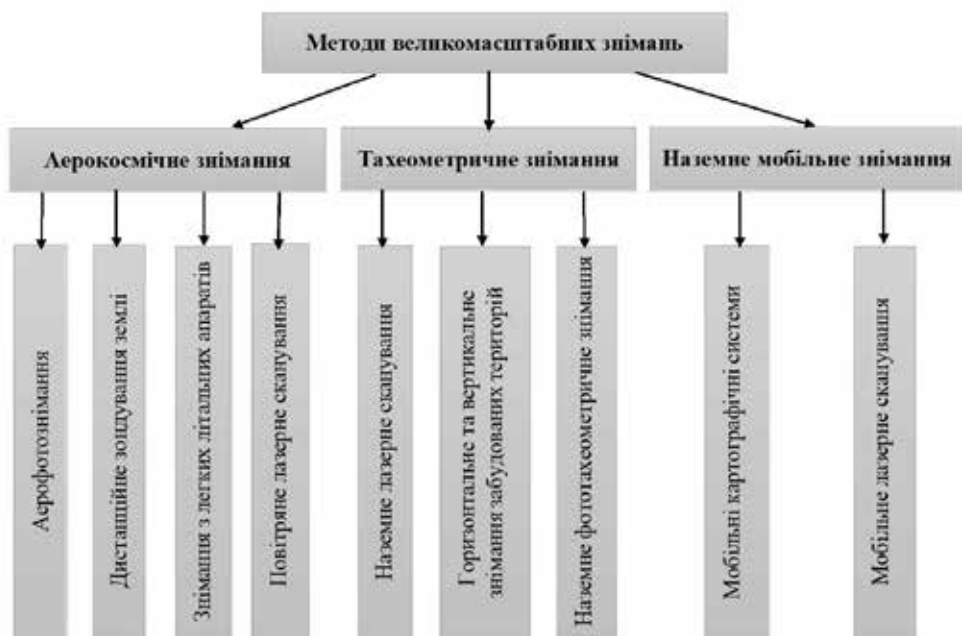 Методи великомасштабних знімань
Аерокосмічне знімання
Тахеометричне знімання
Наземне мобільне знімання
Аерофотознімання
Дистанційне зондування землі
Знімання з легких літальних апаратів
Повітряне лазерне сканування
Наземне лазерне сканування
Горизонтальне та вертикальне
знімання забудованих територій
Наземне фототахеометричне знімання
Мобільні картографічні системи
Мобільне лазерне сканування